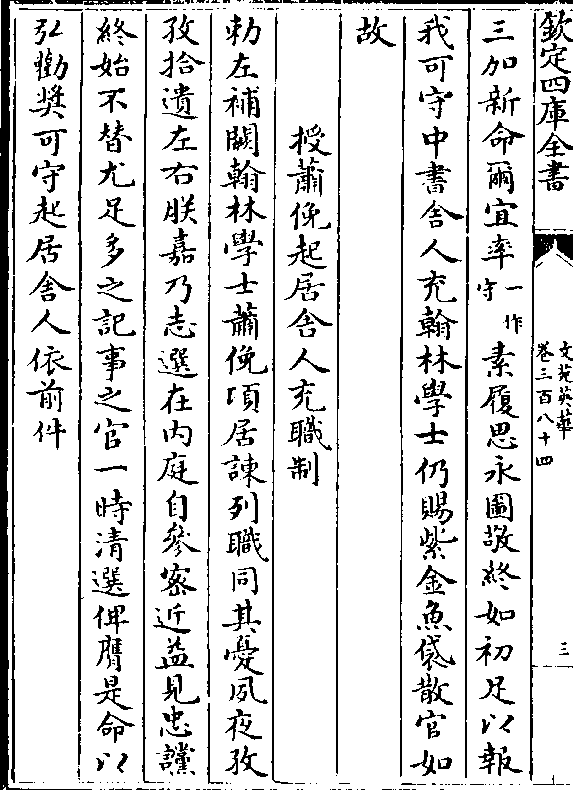 欽定四庫全書
文苑英華
卷三百八十四
三
三加新命爾宜率一作守素履思永圖敬終如初足以報
我可守中書舍人充翰林學士仍賜紫金魚袋散官如
故
授蕭俛起居舍人充職制
勅左補闕翰林學士蕭俛頃居諫列職同其憂夙夜孜
孜拾遺左右朕嘉乃志選在内庭自參密近益見忠讜
終始不替尤足多之記事之官一時清選俾膺是命以
弘勸奨可守起居舍人依前件